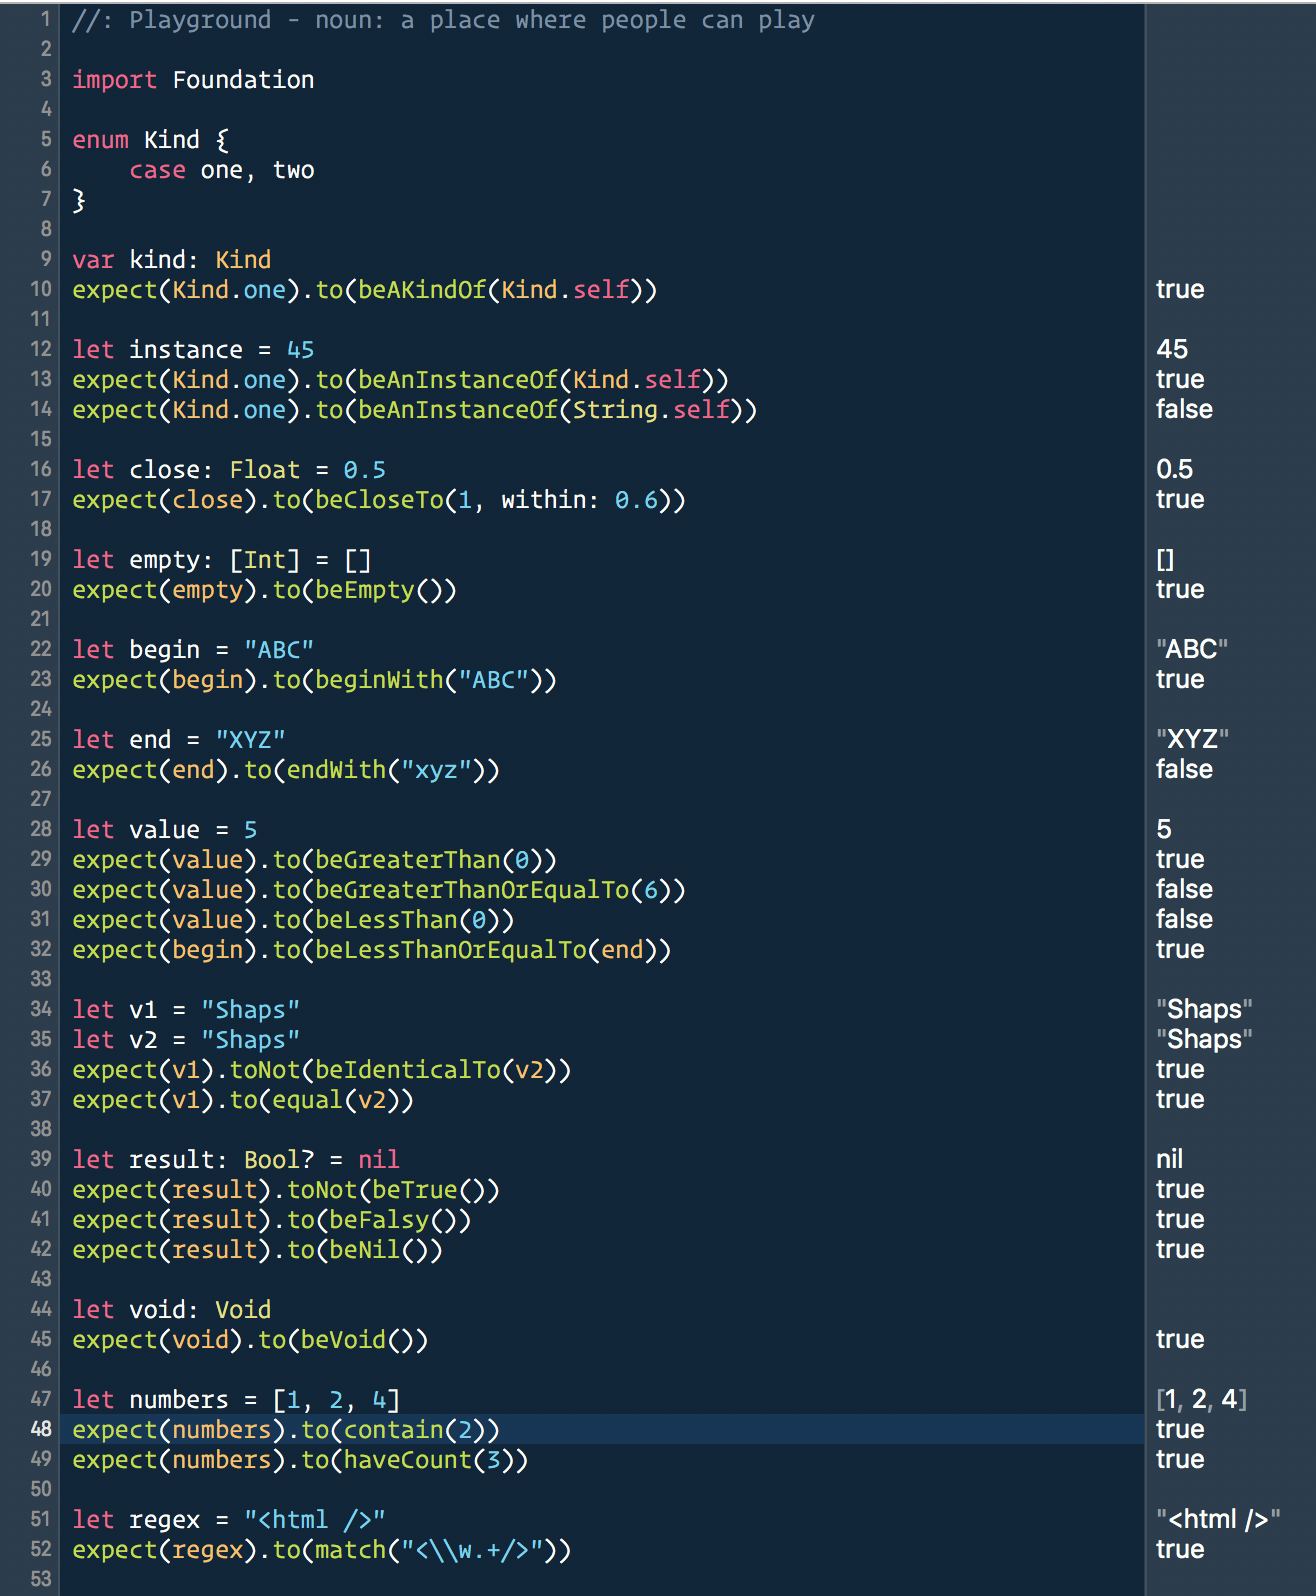 1 //: Playground - noun: a place where people can play
2
3 import Foundation
4
5 enum Kind {
6     case one, two
7 }
8
9 var kind: Kind
10 expect(Kind.one).to(beAKindOf(Kind.self)) true
11
12 let instance = 45 45
13 expect(Kind.one).to(beAnInstanceOf(Kind.self)) true
14 expect(Kind.one).to(beAnInstanceOf(String.self)) false
15
16 let close: Float = 0.5 0.5
17 expect(close).to(beCloseTo(1, within: 0.6)) true
18
19 let empty: [Int] = [] []
20 expect(empty).to(beEmpty()) true
21
22 let begin = "ABC" "ABC"
23 expect(begin).to(beginWith("ABC")) true
24
25 let end = "XYZ" "XYZ"
26 expect(end).to(endWith("xyz")) false
27
28 let value = 5 5
29 expect(value).to(beGreaterThan(0)) true
30 expect(value).to(beGreaterThanOrEqualTo(6)) false
31 expect(value).to(beLessThan(0)) false
32 expect(begin).to(beLessThanOrEqualTo(end)) true
33
34 let v1 = "Shaps" "Shaps"
35 let v2 = "Shaps" "Shaps"
36 expect(v1).toNot(beIdenticalTo(v2)) true
37 expect(v1).to(equal(v2)) true
38
39 let result: Bool? = nil nil
40 expect(result).toNot(beTrue()) true
41 expect(result).to(beFalsy()) true
42 expect(result).to(beNil()) true
43
44 let void: Void
45 expect(void).to(beVoid()) true
46
47 let numbers = [1, 2, 4] [1, 2, 4]
48 expect(numbers).to(contain(2)) true
49 expect(numbers).to(haveCount(3)) true
50
51 let regex = "<html />" "<html />"
52 expect(regex).to(match("<\\w.+/>")) true
53